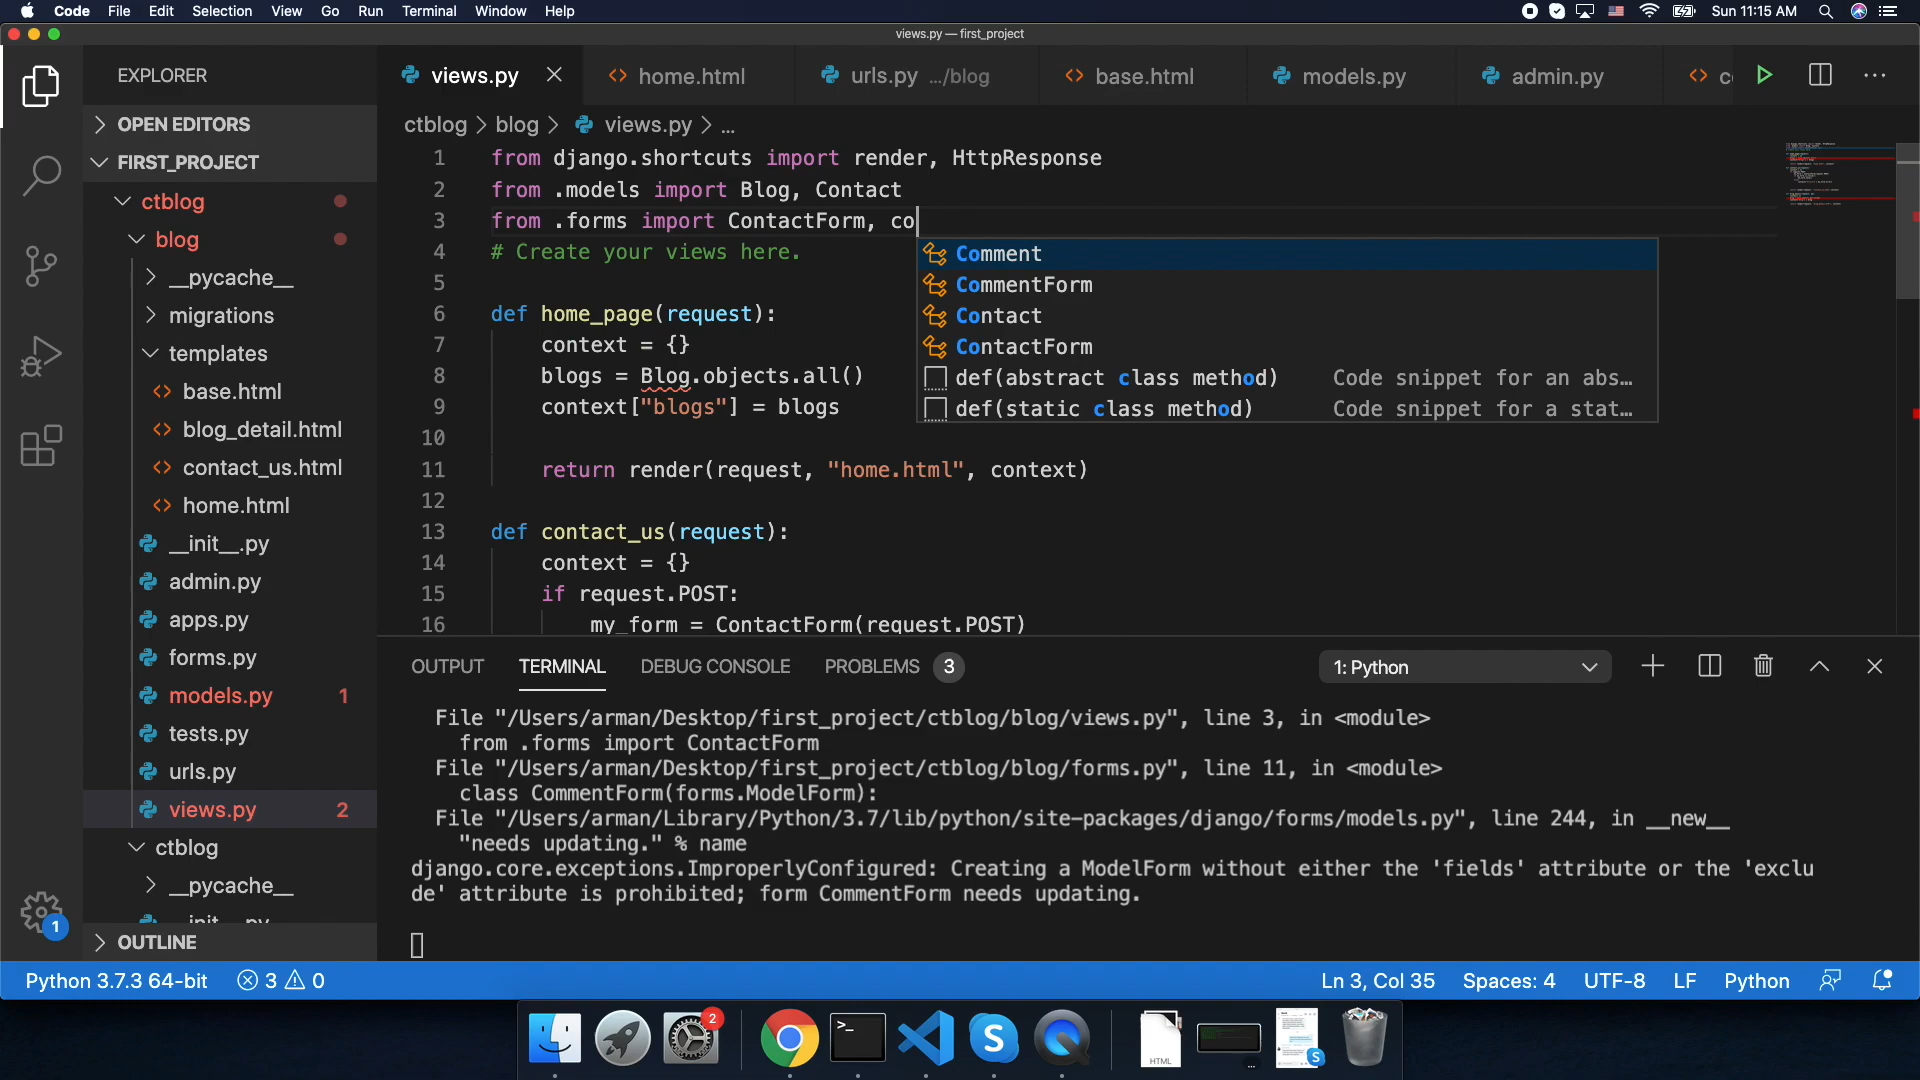 Code File Edit Selection View Go Run Terminal Window Help Sun 11:15 AM
views.py — first_project
EXPLORER
views.py home.html urls.py .../blog base.html models.py admin.py
OPEN EDITORS
FIRST_PROJECT
ctblog
blog
__pycache__
migrations
templates
base.html
blog_detail.html
contact_us.html
home.html
__init__.py
admin.py
apps.py
forms.py
models.py 1
tests.py
urls.py
views.py 2
ctblog
__pycache__
__init__.py
OUTLINE
1
ctblog > blog > views.py > ...
1 from django.shortcuts import render, HttpResponse
2 from .models import Blog, Contact
3 from .forms import ContactForm, co
4 # Create your views here.
5
6 def home_page(request):
7 context = {}
8 blogs = Blog.objects.all()
9 context["blogs"] = blogs
10
11 return render(request, "home.html", context)
12
13 def contact_us(request):
14 context = {}
15 if request.POST:
16 my_form = ContactForm(request.POST)
Comment
CommentForm
Contact
ContactForm
def(abstract class method) Code snippet for an abs...
def(static class method) Code snippet for a stat...
OUTPUT TERMINAL DEBUG CONSOLE PROBLEMS 3 1: Python
File "/Users/arman/Desktop/first_project/ctblog/blog/views.py", line 3, in <module>
from .forms import ContactForm
File "/Users/arman/Desktop/first_project/ctblog/blog/forms.py", line 11, in <module>
class CommentForm(forms.ModelForm):
File "/Users/arman/Library/Python/3.7/lib/python/site-packages/django/forms/models.py", line 244, in __new__
"needs updating." % name
django.core.exceptions.ImproperlyConfigured: Creating a ModelForm without either the 'fields' attribute or the 'exclu
de' attribute is prohibited; form CommentForm needs updating.
Python 3.7.3 64-bit 3 0 Ln 3, Col 35 Spaces: 4 UTF-8 LF Python
2
HTML